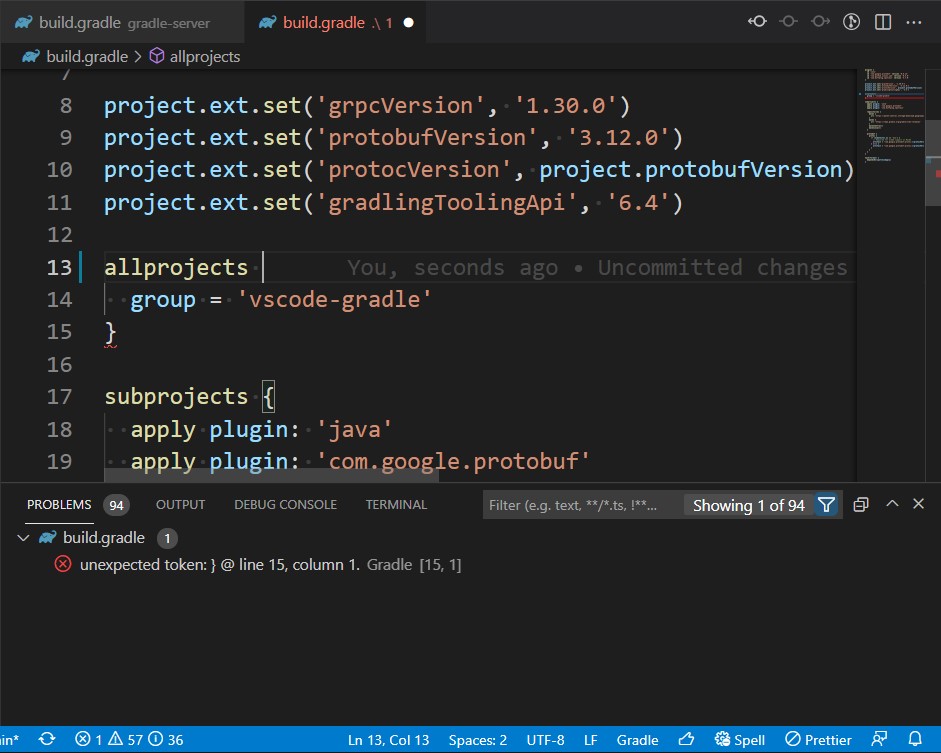 build.gradle gradle-server
build.gradle .\ 1
build.gradle > allprojects
7
8 project.ext.set('grpcVersion', '1.30.0')
9 project.ext.set('protobufVersion', '3.12.0')
10 project.ext.set('protocVersion', project.protobufVersion)
11 project.ext.set('gradlingToolingApi', '6.4')
12
13 allprojects You, seconds ago • Uncommitted changes
14 group = 'vscode-gradle'
15 }
16
17 subprojects {
18 apply plugin: 'java'
19 apply plugin: 'com.google.protobuf'
PROBLEMS 94 OUTPUT DEBUG CONSOLE TERMINAL Filter (e.g. text, **/*.ts, !**... Showing 1 of 94
build.gradle 1
unexpected token: } @ line 15, column 1. Gradle [15, 1]
in* 1 57 36 Ln 13, Col 13 Spaces: 2 UTF-8 LF Gradle Spell Prettier